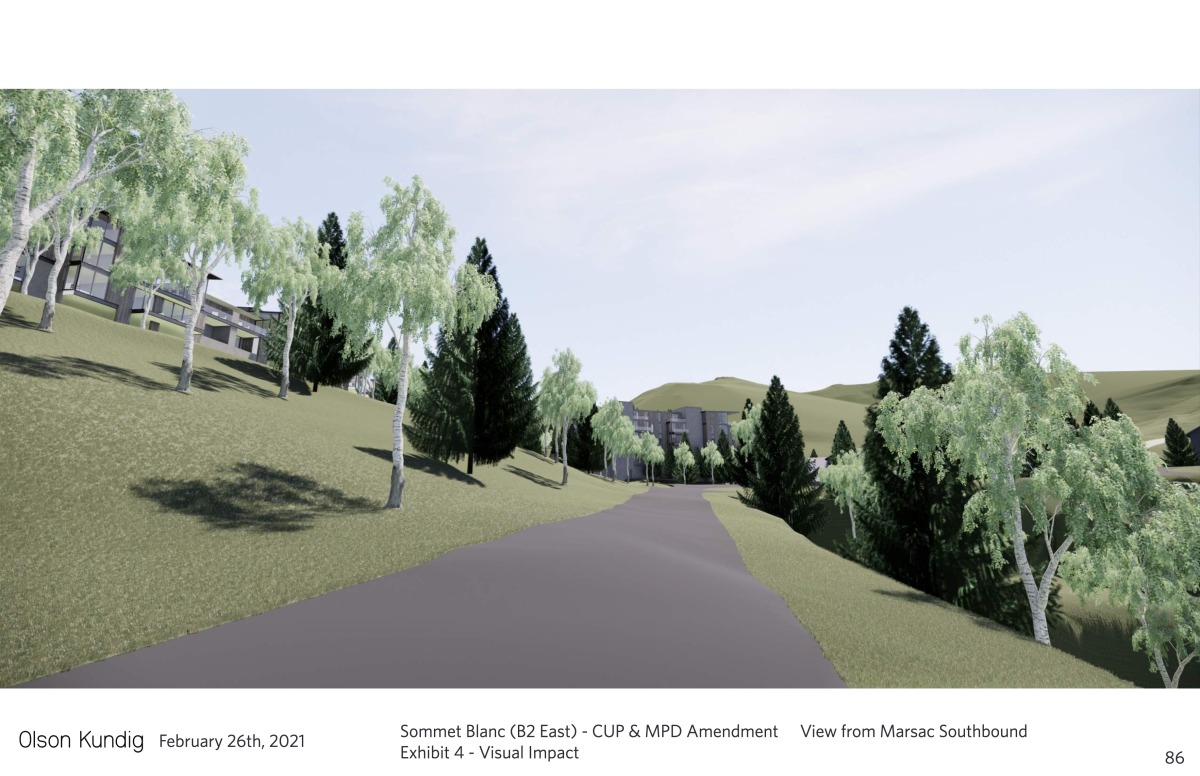 Olson Kundig February 26th, 2021
Sommet Blanc (B2 East) - CUP & MPD Amendment View from Marsac Southbound
Exhibit 4 - Visual Impact
86